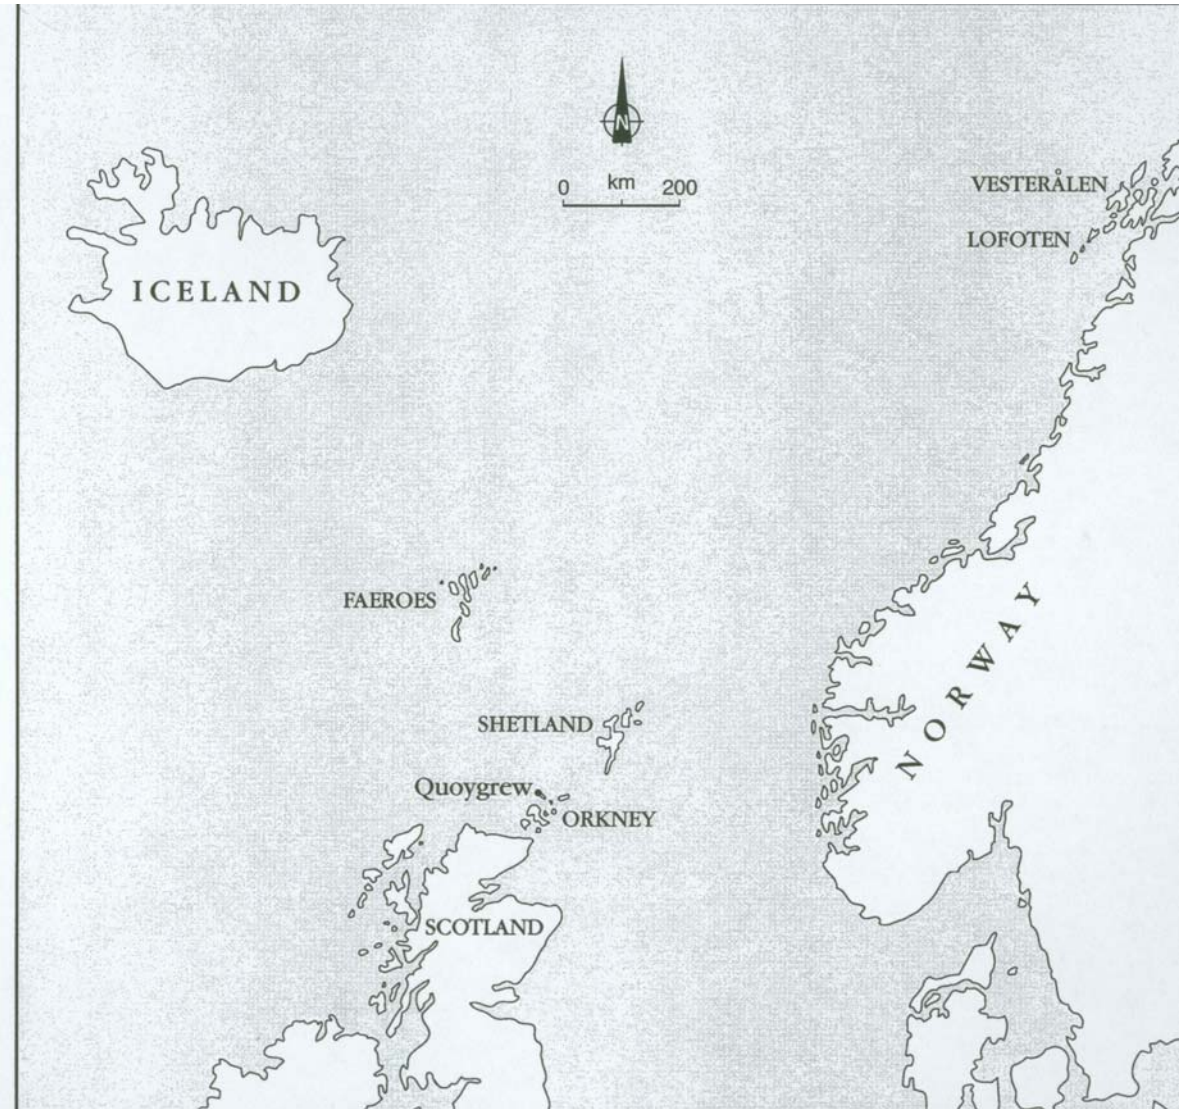 N
0 km 200
VESTERÅLEN
LOFOTEN
ICELAND
FAEROES
NORWAY
SHETLAND
Quoygrew
ORKNEY
SCOTLAND